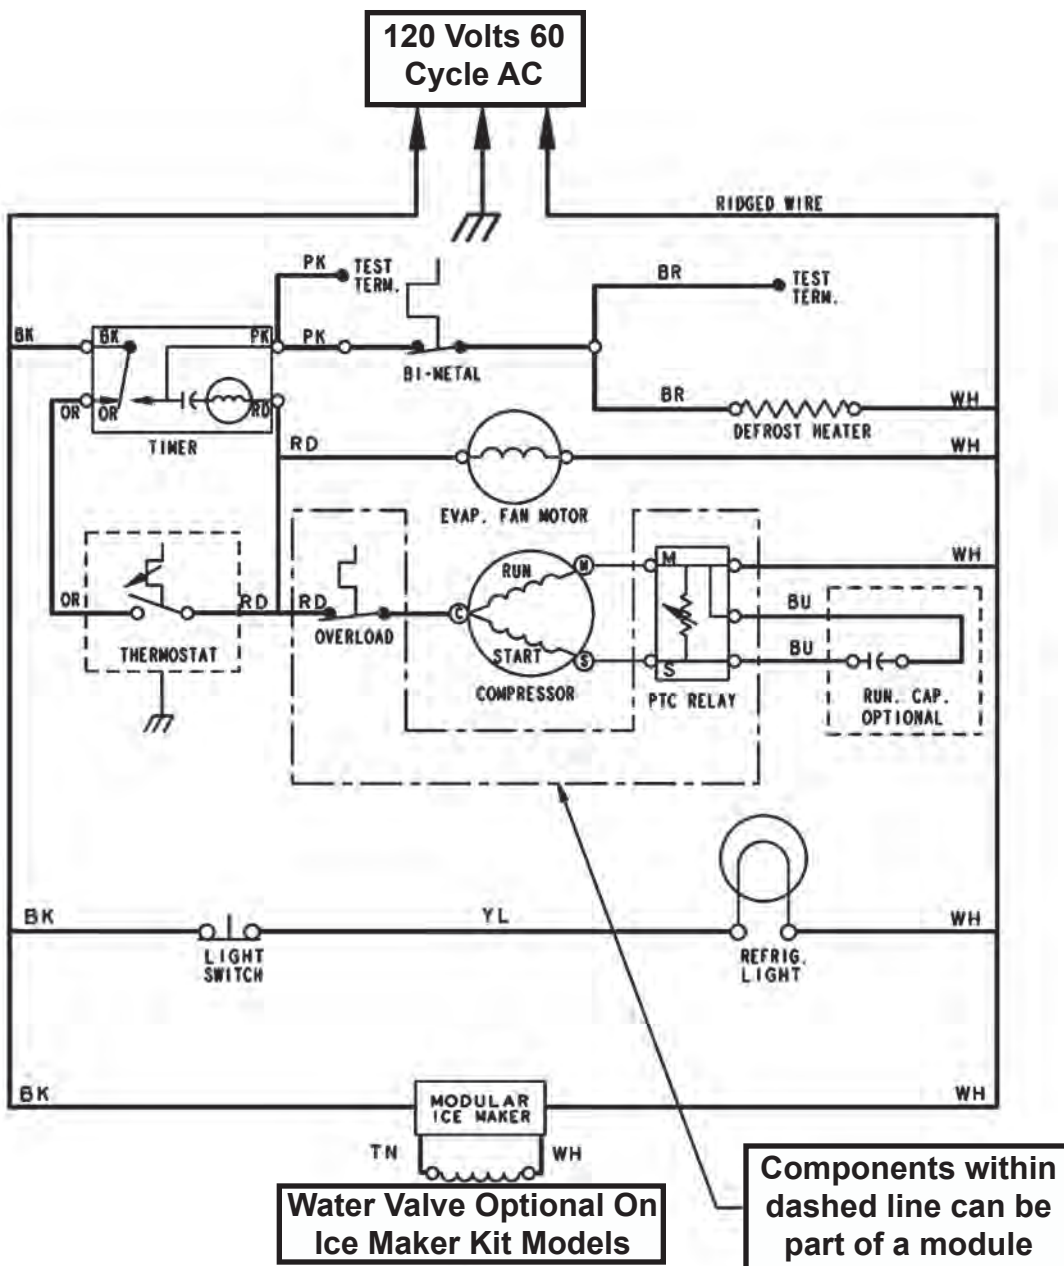 120 Volts 60
Cycle AC
RIDGED WIRE
PK
TEST
TERM.
BR
TEST
TERM.
BK
BK
PK
PK
BI-METAL
OR
OR
RD
BR
WH
DEFROST HEATER
TIMER
RD
WH
EVAP. FAN MOTOR
RUN
M
M
WH
OR
RD
RD
C
BU
THERMOSTAT
OVERLOAD
START
S
S
BU
COMPRESSOR
PTC RELAY
RUN. CAP.
OPTIONAL
BK
YL
WH
LIGHT
SWITCH
REFRIG.
LIGHT
BK
MODULAR
ICE MAKER
WH
TN
WH
Water Valve Optional On
Ice Maker Kit Models
Components within
dashed line can be
part of a module